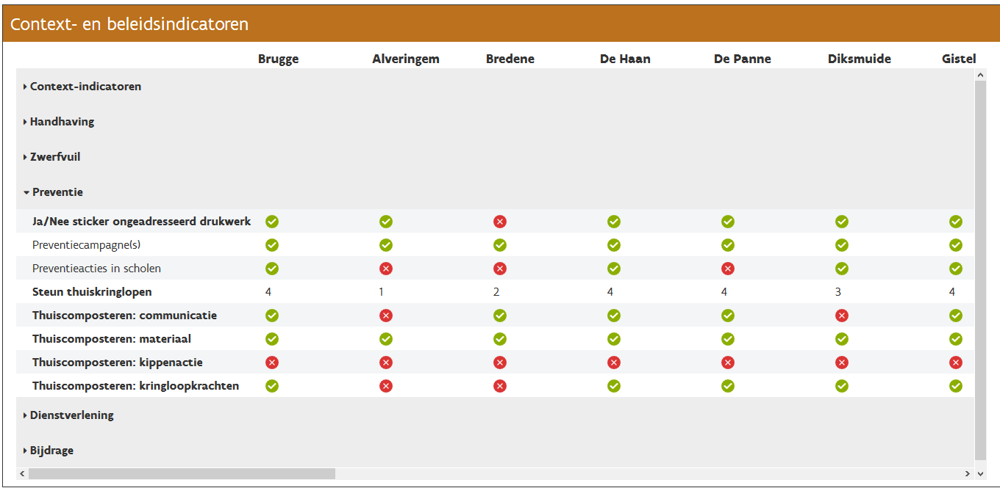 Context- en beleidsindicatoren
Brugge Alveringem Bredene De Haan De Panne Diksmuide Gistel
Context-indicatoren
Handhaving
Zwerfvuil
Preventie
Ja/Nee sticker ongeadresseerd drukwerk
Preventiecampagne(s)
Preventieacties in scholen
Steun thuiskringlopen 4 1 2 4 4 3 4
Thuiscomposteren: communicatie
Thuiscomposteren: materiaal
Thuiscomposteren: kippenactie
Thuiscomposteren: kringloopkrachten
Dienstverlening
Bijdrage